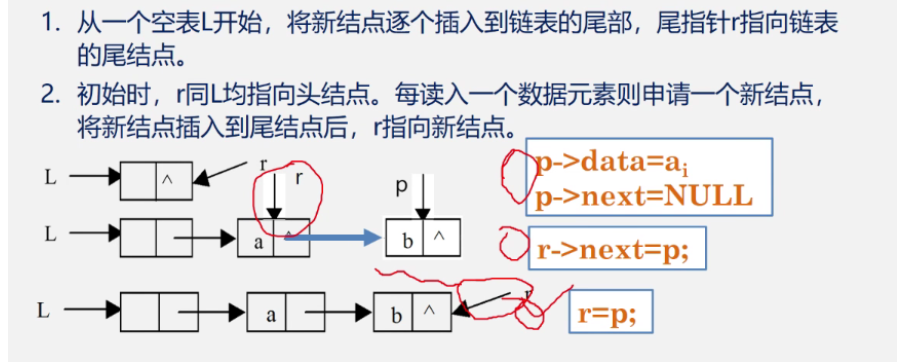 1. 从一个空表L开始，将新结点逐个插入到链表的尾部，尾指针r指向链表
的尾结点。
2. 初始时，r同L均指向头结点。每读入一个数据元素则申请一个新结点，
将新结点插入到尾结点后，r指向新结点。
L ^ r
r p
p->data=aᵢ
p->next=NULL
L a ^ b ^
r->next=p;
L a b ^ r
r=p;